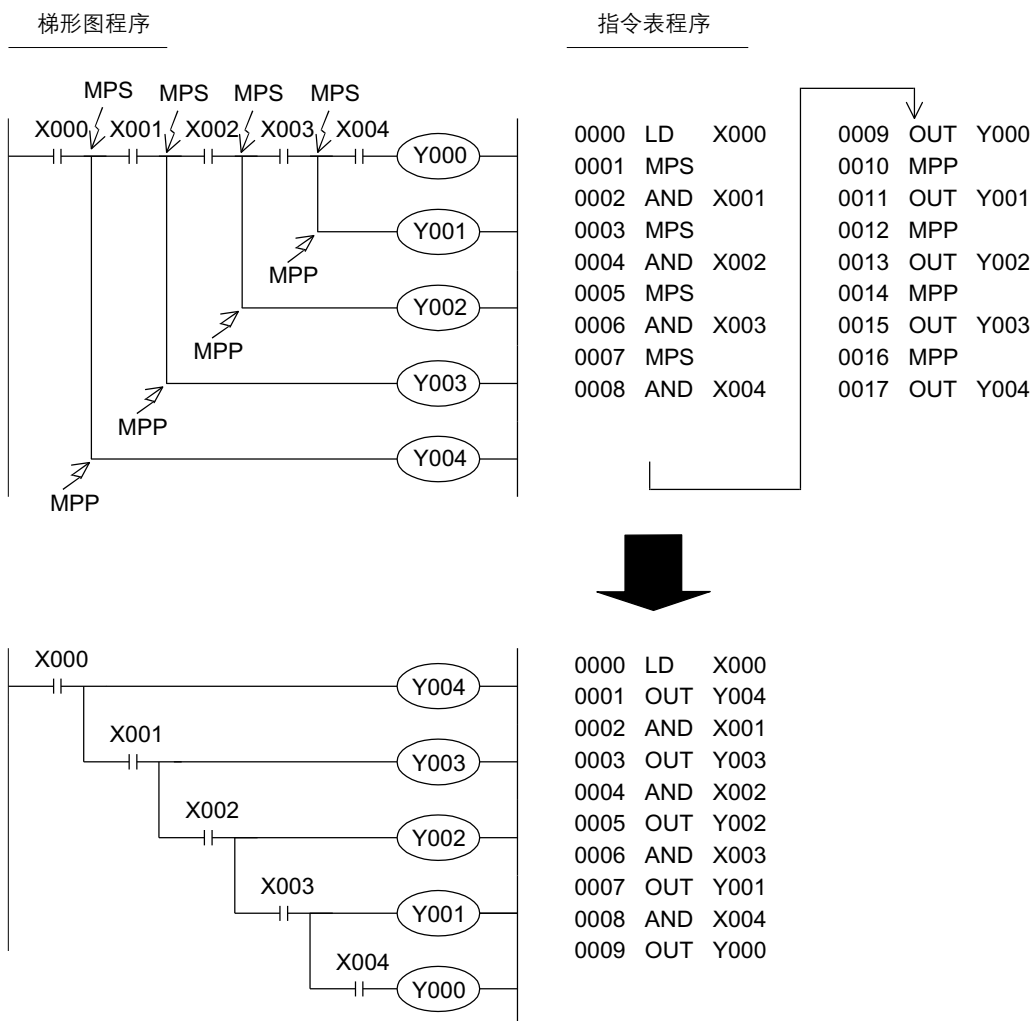 梯形图程序
指令表程序
MPS MPS MPS MPS
X000 X001 X002 X003 X004
Y000
Y001
MPP
Y002
MPP
Y003
MPP
Y004
MPP
0000 LD X000
0001 MPS
0002 AND X001
0003 MPS
0004 AND X002
0005 MPS
0006 AND X003
0007 MPS
0008 AND X004
0009 OUT Y000
0010 MPP
0011 OUT Y001
0012 MPP
0013 OUT Y002
0014 MPP
0015 OUT Y003
0016 MPP
0017 OUT Y004
X000
Y004
X001
Y003
X002
Y002
X003
Y001
X004
Y000
0000 LD X000
0001 OUT Y004
0002 AND X001
0003 OUT Y003
0004 AND X002
0005 OUT Y002
0006 AND X003
0007 OUT Y001
0008 AND X004
0009 OUT Y000